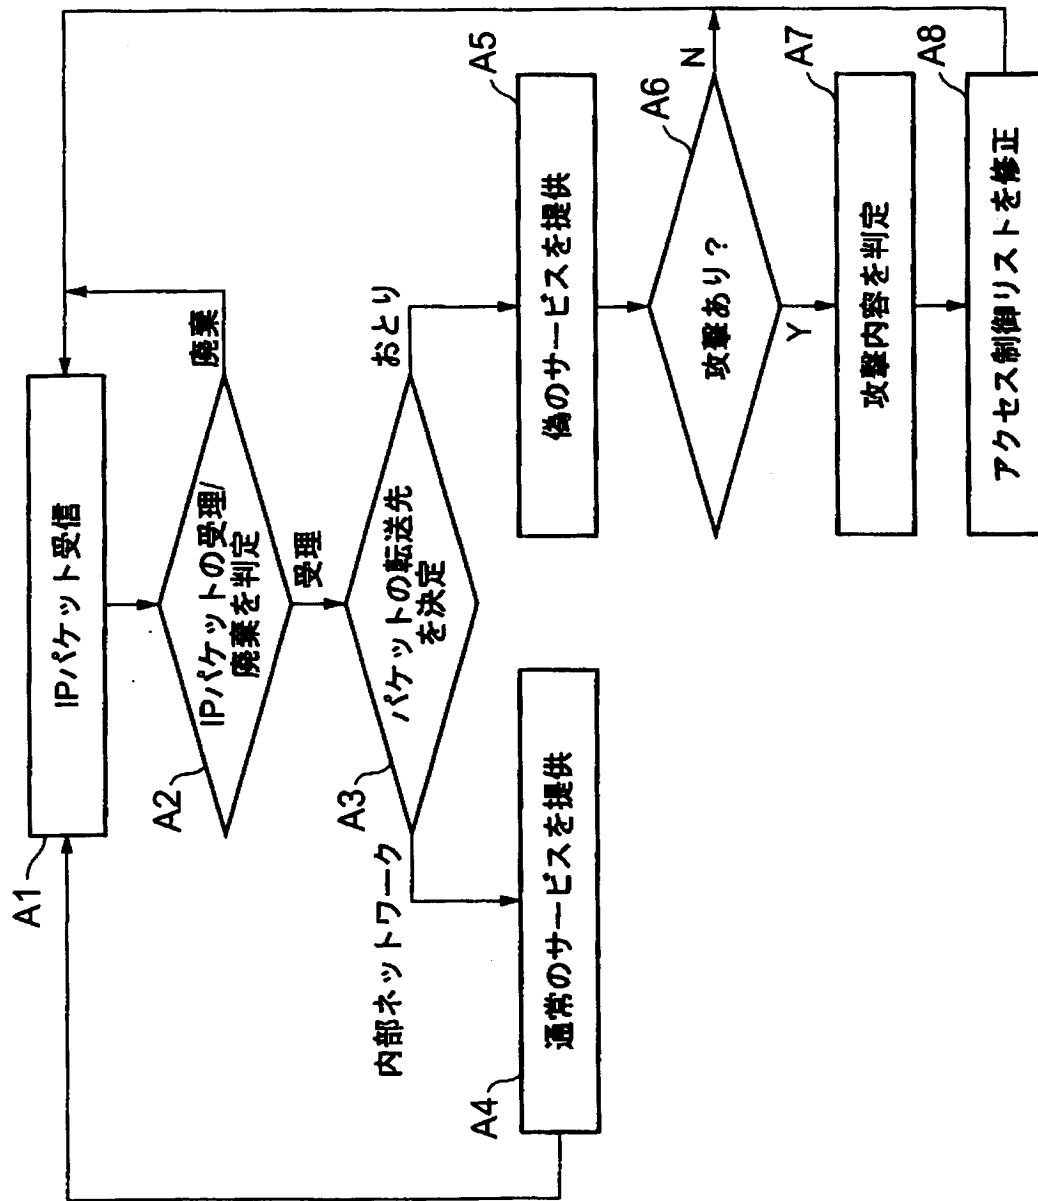 A1
IPパケット受信
A2
IPパケットの受理/
廃棄を判定
廃棄
受理
A3
パケットの転送先
を決定
内部ネットワーク
おとり
A4
通常のサービスを提供
A5
偽のサービスを提供
A6
攻撃あり？
N
Y
A7
攻撃内容を判定
A8
アクセス制御リストを修正